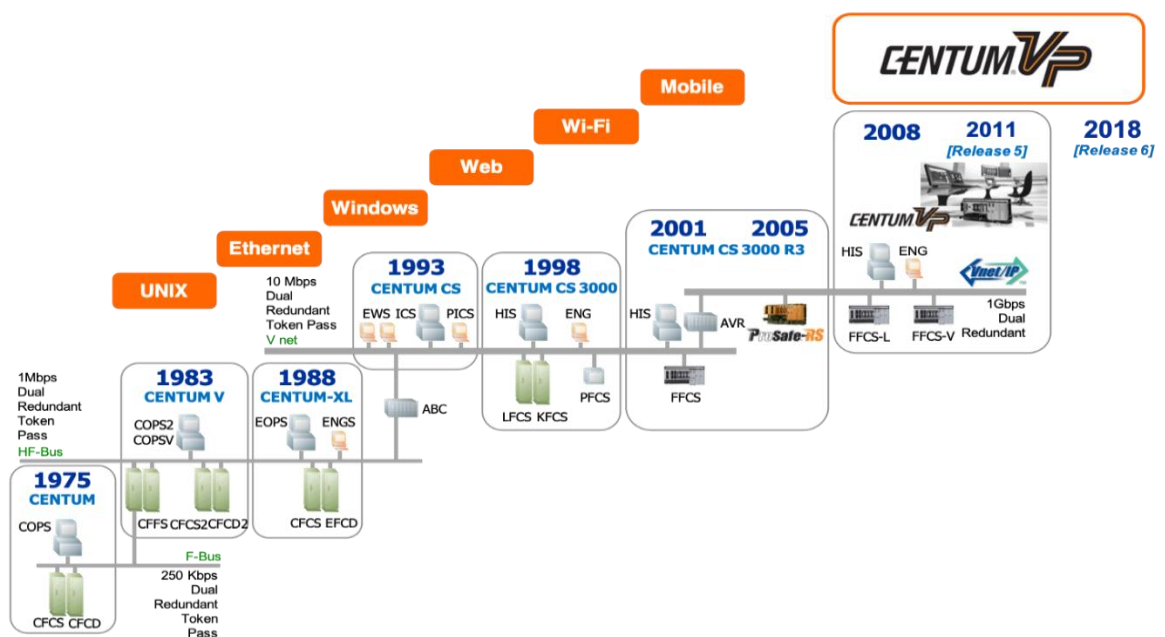 CENTUM VP
Mobile
Wi-Fi
Web
Windows
Ethernet
UNIX
2008
2011
[Release 5]
2018
[Release 6]
CENTUM VP
HIS
ENG
Vnet/IP
1Gbps
Dual
Redundant
FFCS-L
FFCS-V
2001
2005
CENTUM CS 3000 R3
HIS
AVR
ProSafe-RS
FFCS
1998
CENTUM CS 3000
HIS
ENG
LFCS
KFCS
PFCS
1993
CENTUM CS
EWS
ICS
PICS
10 Mbps
Dual
Redundant
Token Pass
V net
ABC
1988
CENTUM-XL
EOPS
ENGS
CFCS
EFCD
1983
CENTUM V
COPS2
COPSV
CFFS
CFCS2
CFCD2
1Mbps
Dual
Redundant
Token
Pass
HF-Bus
1975
CENTUM
COPS
CFCS
CFCD
F-Bus
250 Kbps
Dual
Redundant
Token
Pass